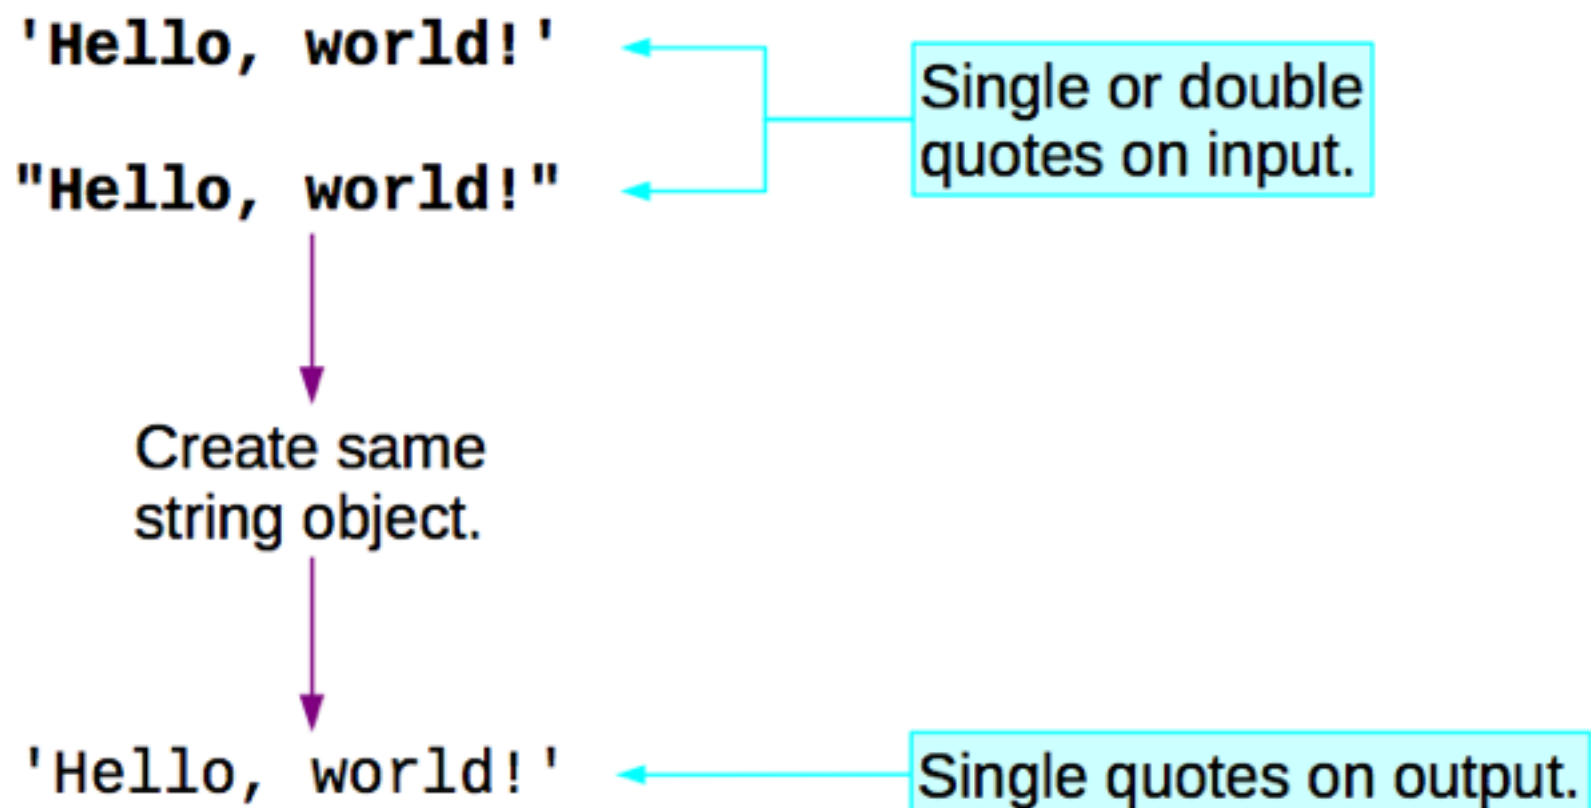 'Hello, world!'
Single or double
quotes on input.
"Hello, world!"
Create same
string object.
'Hello, world!'
Single quotes on output.